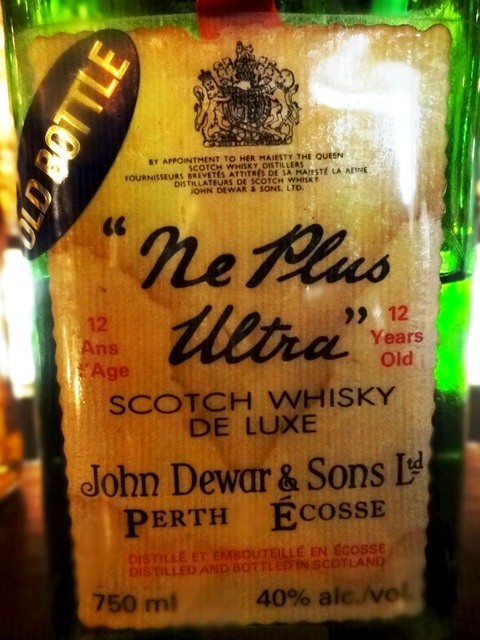 OLD BOTTLE
BY APPOINTMENT TO HER MAJESTY THE QUEEN
SCOTCH WHISKY DISTILLERS
FOURNISSEURS BREVETÉS ATTITRÉS DE SA MAJESTÉ LA REINE
DISTILLATEURS DE SCOTCH WHISKY
JOHN DEWAR & SONS, LTD.
"Ne Plus
Ultra"
12
Ans
d'Age
12
Years
Old
SCOTCH WHISKY
DE LUXE
John Dewar & Sons Ltd
PERTH ÉCOSSE
DISTILLÉ ET EMBOUTEILLÉ EN ÉCOSSE
DISTILLED AND BOTTLED IN SCOTLAND
750 ml 40% alc./vol.